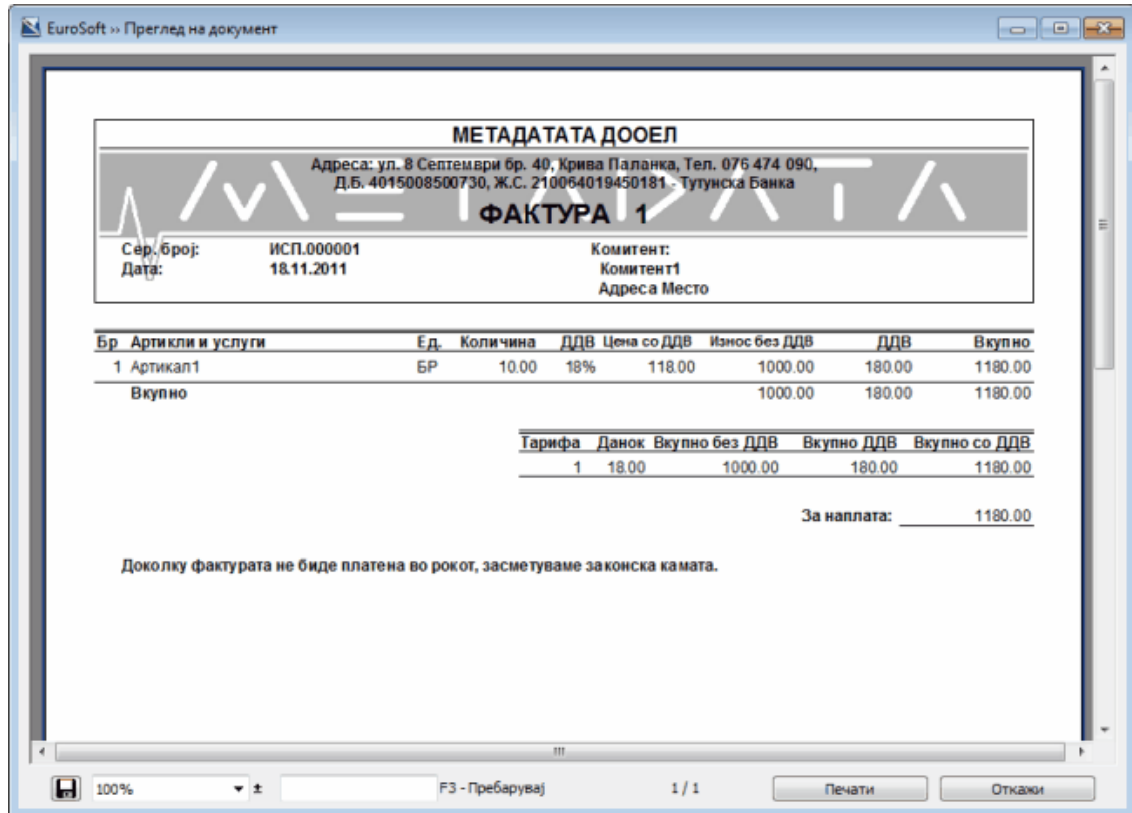 EuroSoft ›› Преглед на документ
МЕТАДАТАТА ДООЕЛ
Адреса: ул. 8 Септември бр. 40, Крива Паланка, Тел. 076 474 090,
Д.Б. 4015008500730, Ж.С. 210064019450181 - Тутунска Банка
МЕТАДАТА
ФАКТУРА 1
Сер. број: ИСП.000001 Комитент:
Дата: 18.11.2011 Комитент1
Адреса Место
Бр Артикли и услуги Ед. Количина ДДВ Цена со ДДВ Износ без ДДВ ДДВ Вкупно
1 Артикал1 БР 10.00 18% 118.00 1000.00 180.00 1180.00
Вкупно 1000.00 180.00 1180.00
Тарифа Данок Вкупно без ДДВ Вкупно ДДВ Вкупно со ДДВ
1 18.00 1000.00 180.00 1180.00
За наплата: 1180.00
Доколку фактурата не биде платена во рокот, засметуваме законска камата.
100% ± F3 - Пребарувај 1 / 1 Печати Откажи